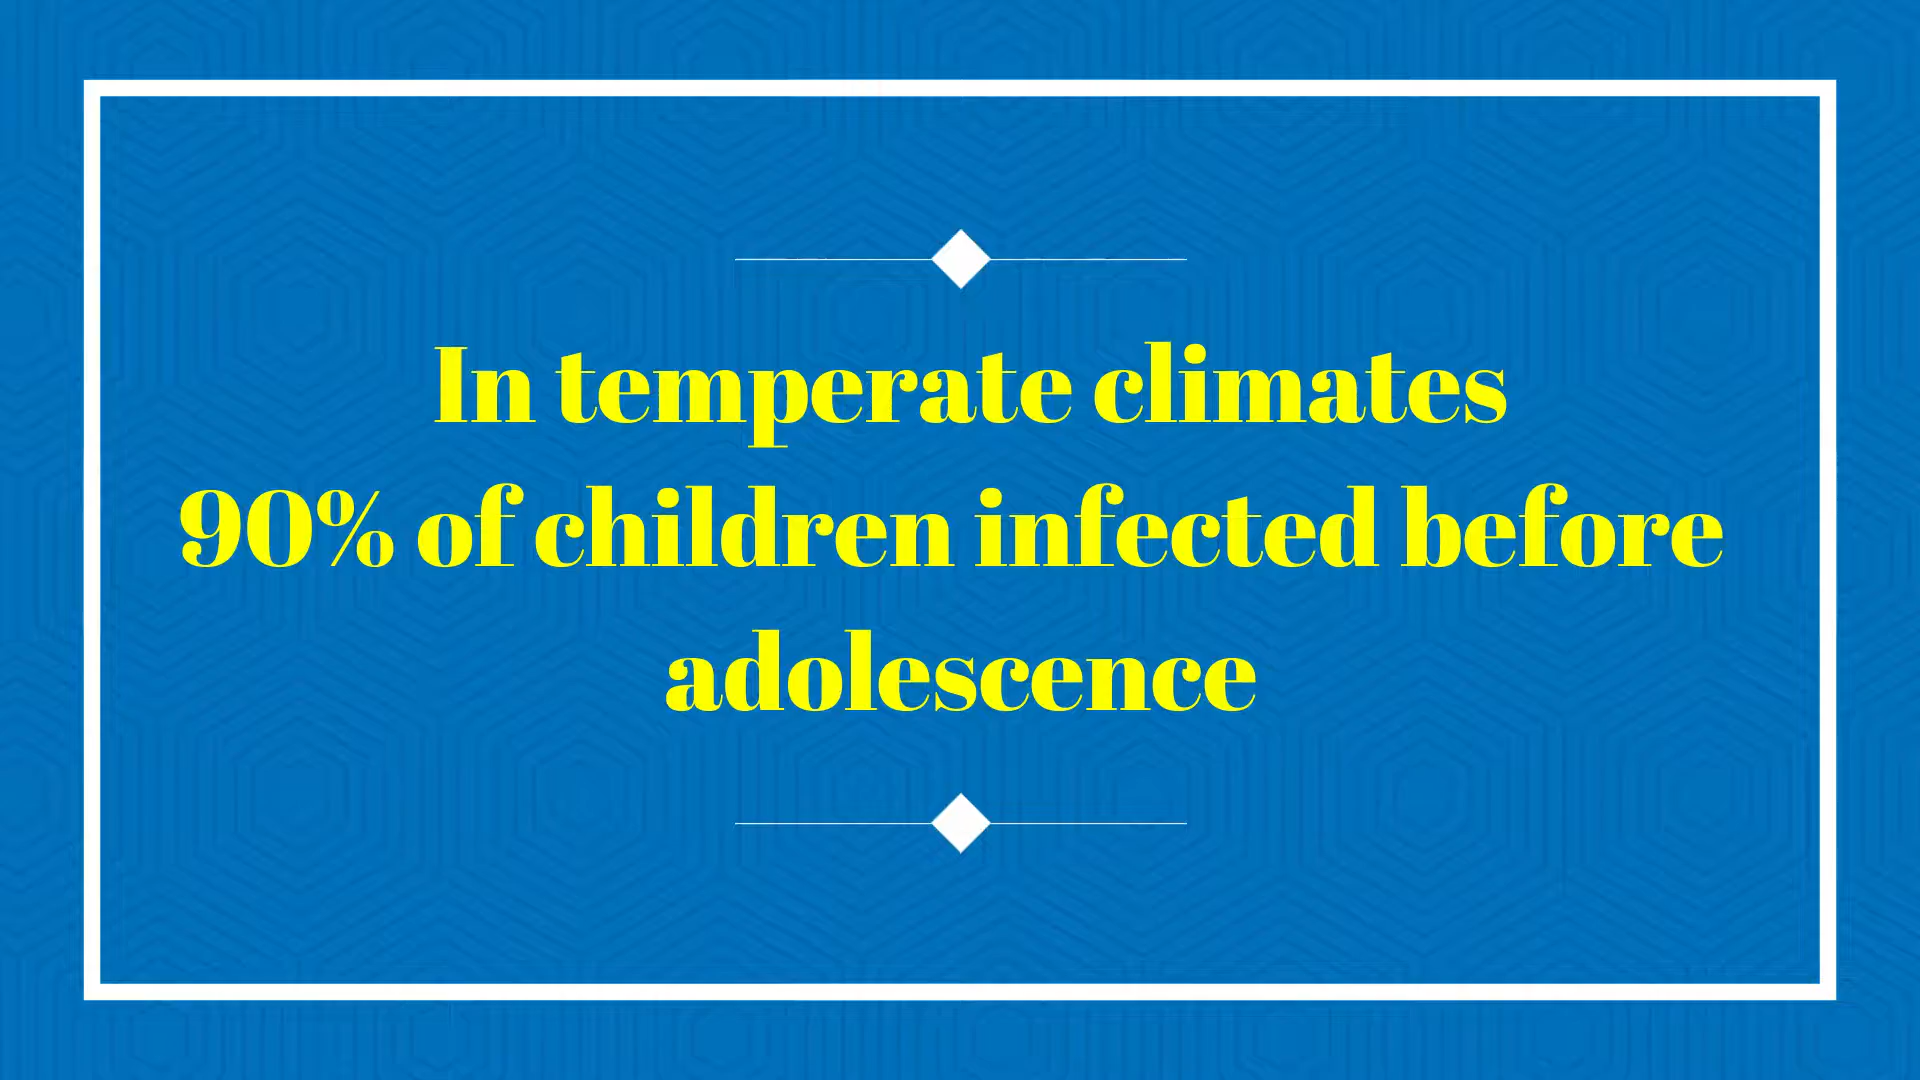 In temperate climates
90% of children infected before
adolescence